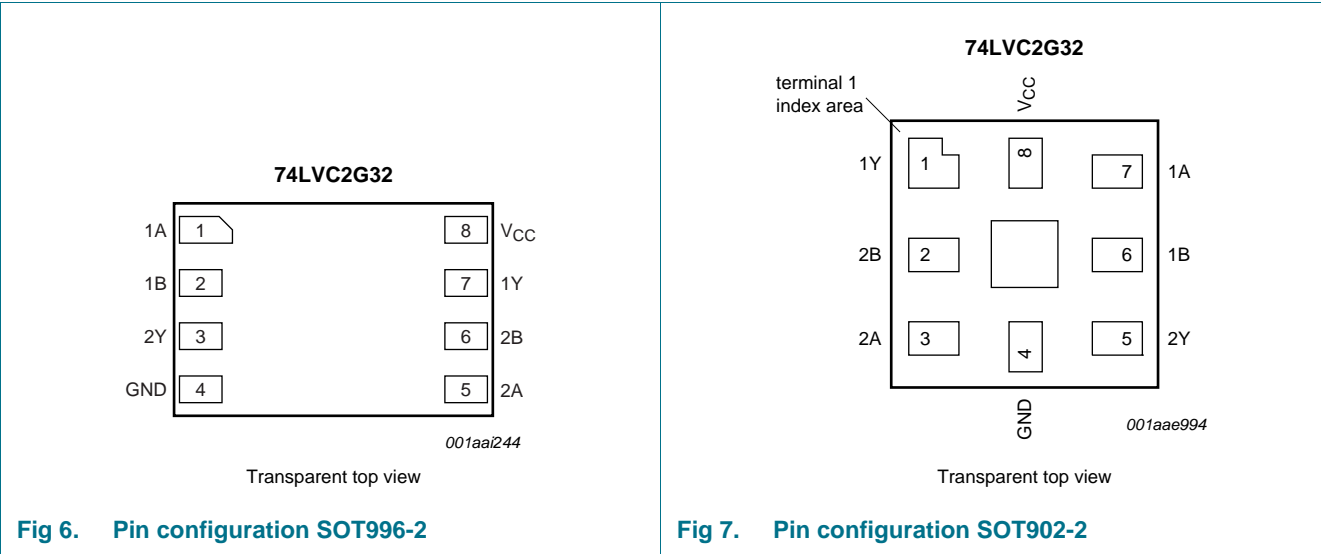 74LVC2G32
1A 1 8 VCC
1B 2 7 1Y
2Y 3 6 2B
GND 4 5 2A
001aai244
Transparent top view
Fig 6. Pin configuration SOT996-2
74LVC2G32
terminal 1
index area
VCC
1Y 1 8 7 1A
2B 2 6 1B
2A 3 4 5 2Y
GND
001aae994
Transparent top view
Fig 7. Pin configuration SOT902-2